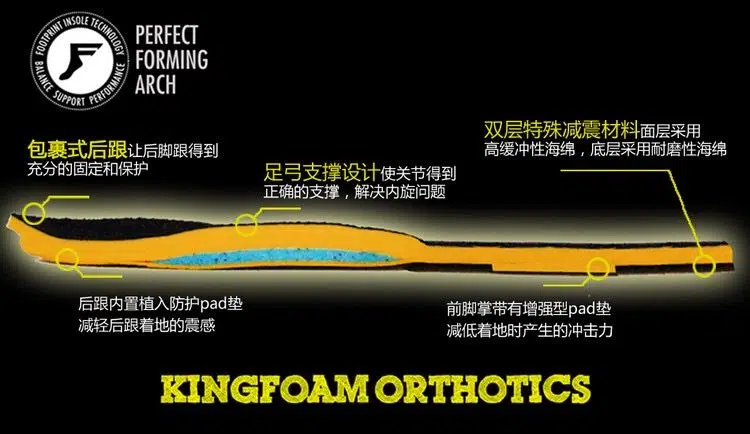 FOOTPRINT INSOLE TECHNOLOGY
BALANCE SUPPORT PERFORMANCE
PERFECT
FORMING
ARCH
包裹式后跟让后脚跟得到
充分的固定和保护
足弓支撑设计使关节得到
正确的支撑，解决内旋问题
双层特殊减震材料面层采用
高缓冲性海绵，底层采用耐磨性海绵
后跟内置植入防护pad垫
减轻后跟着地的震感
前脚掌带有增强型pad垫
减低着地时产生的冲击力
KINGFOAM ORTHOTICS